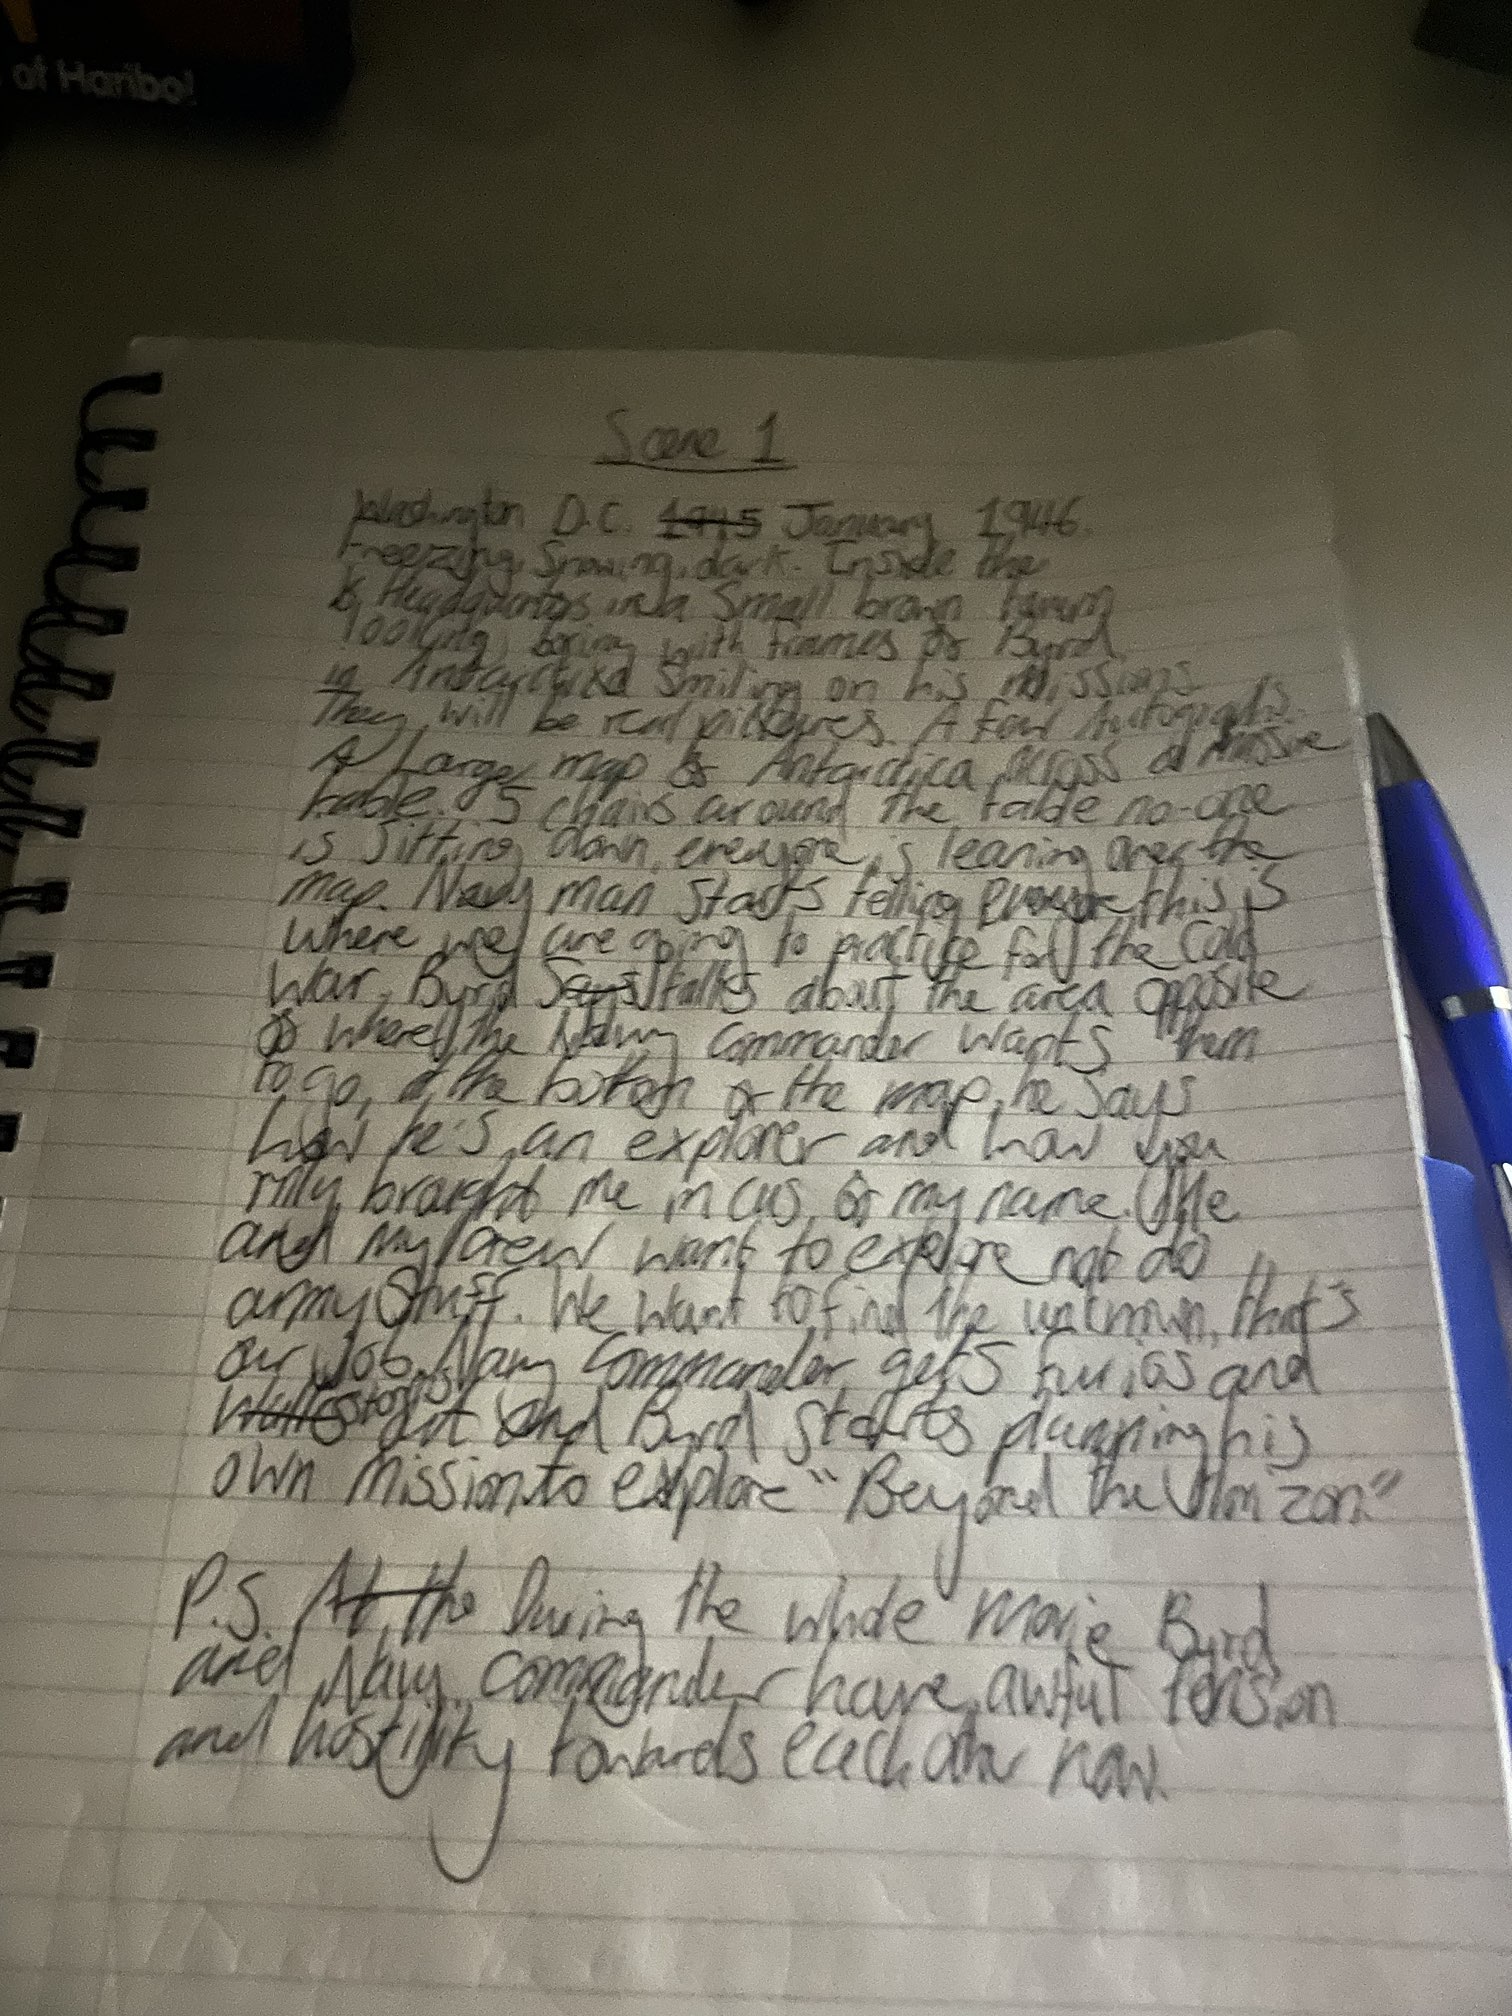 at Haribo!
Scene 1
Washington D.C. 1945 January 1946.
Freezing, Snowing, dark. Inside the
Headquarters in a Small brown
looking, boring with frames of Byrd
in Smiling on his missions
They will be real pictures. A few Autographs.
A Large map of Antarctica across a massive
table. 5 chairs around the table no-one
is Sitting down, everyone is leaning over the
map. Navy man Starts telling everyone this is
where we are going to practice for the Cold
War. Byrd Says talks about the area opposite
of where the Navy Commander wants them
to go, at the bottom of the map, he Says
how he's an explorer and how you
only brought me in cus of my name. Me
and My crew want to explore not do
army Stuff. We want to find the unknown, that's
our Job. Navy Commander gets furios and
Walks storms out and Byrd Starts planning his
own mission to explore "Beyond the Horizon."
P.S. At the During the whole Movie Byrd
and Navy Commander have awful tension
and hostility towards each other now.